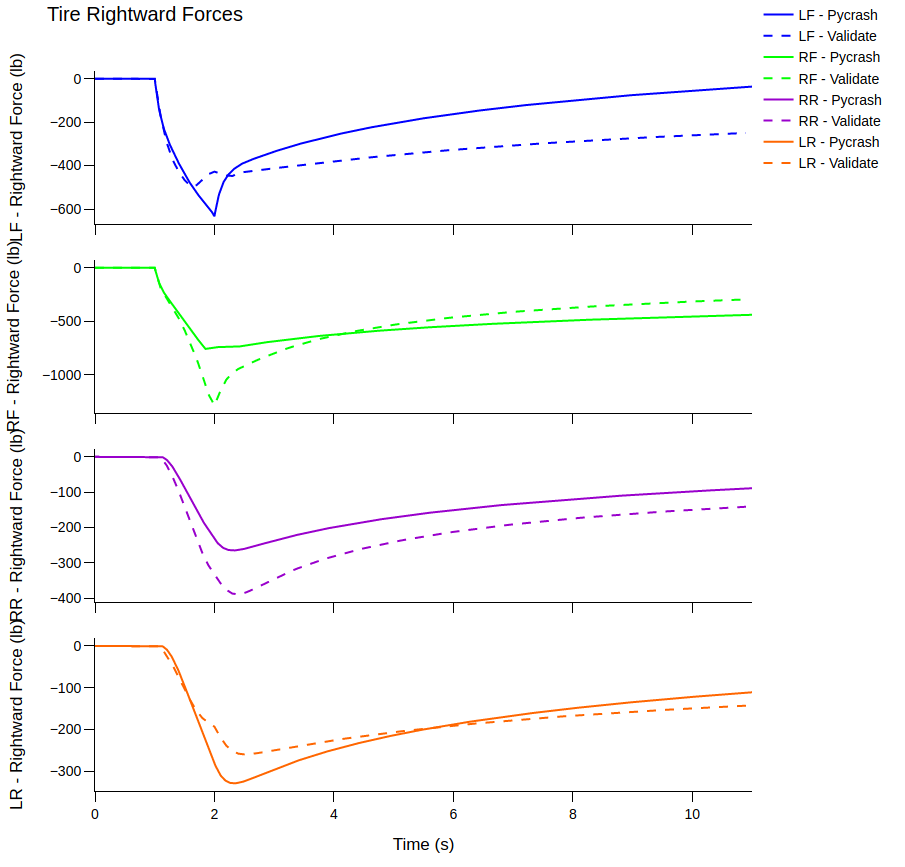 Tire Rightward Forces
LF - Pycrash
LF - Validate
RF - Pycrash
RF - Validate
RR - Pycrash
RR - Validate
LR - Pycrash
LR - Validate
LF - Rightward Force (lb)
0
−200
−400
−600
RF - Rightward Force (lb)
0
−500
−1000
RR - Rightward Force (lb)
0
−100
−200
−300
−400
LR - Rightward Force (lb)
0
−100
−200
−300
0 2 4 6 8 10
Time (s)